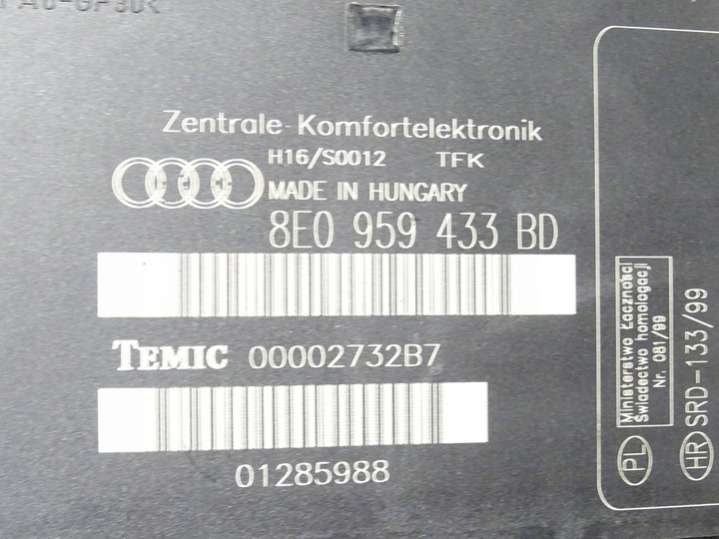 Zentrale-Komfortelektronik
H16/S0012 TFK
MADE IN HUNGARY
8E0 959 433 BD
TEMIC 00002732B7
01285988
PL
Ministerstwo Łączności
Świadectwo homologacji
Nr. 081/99
HR SRD-133/99